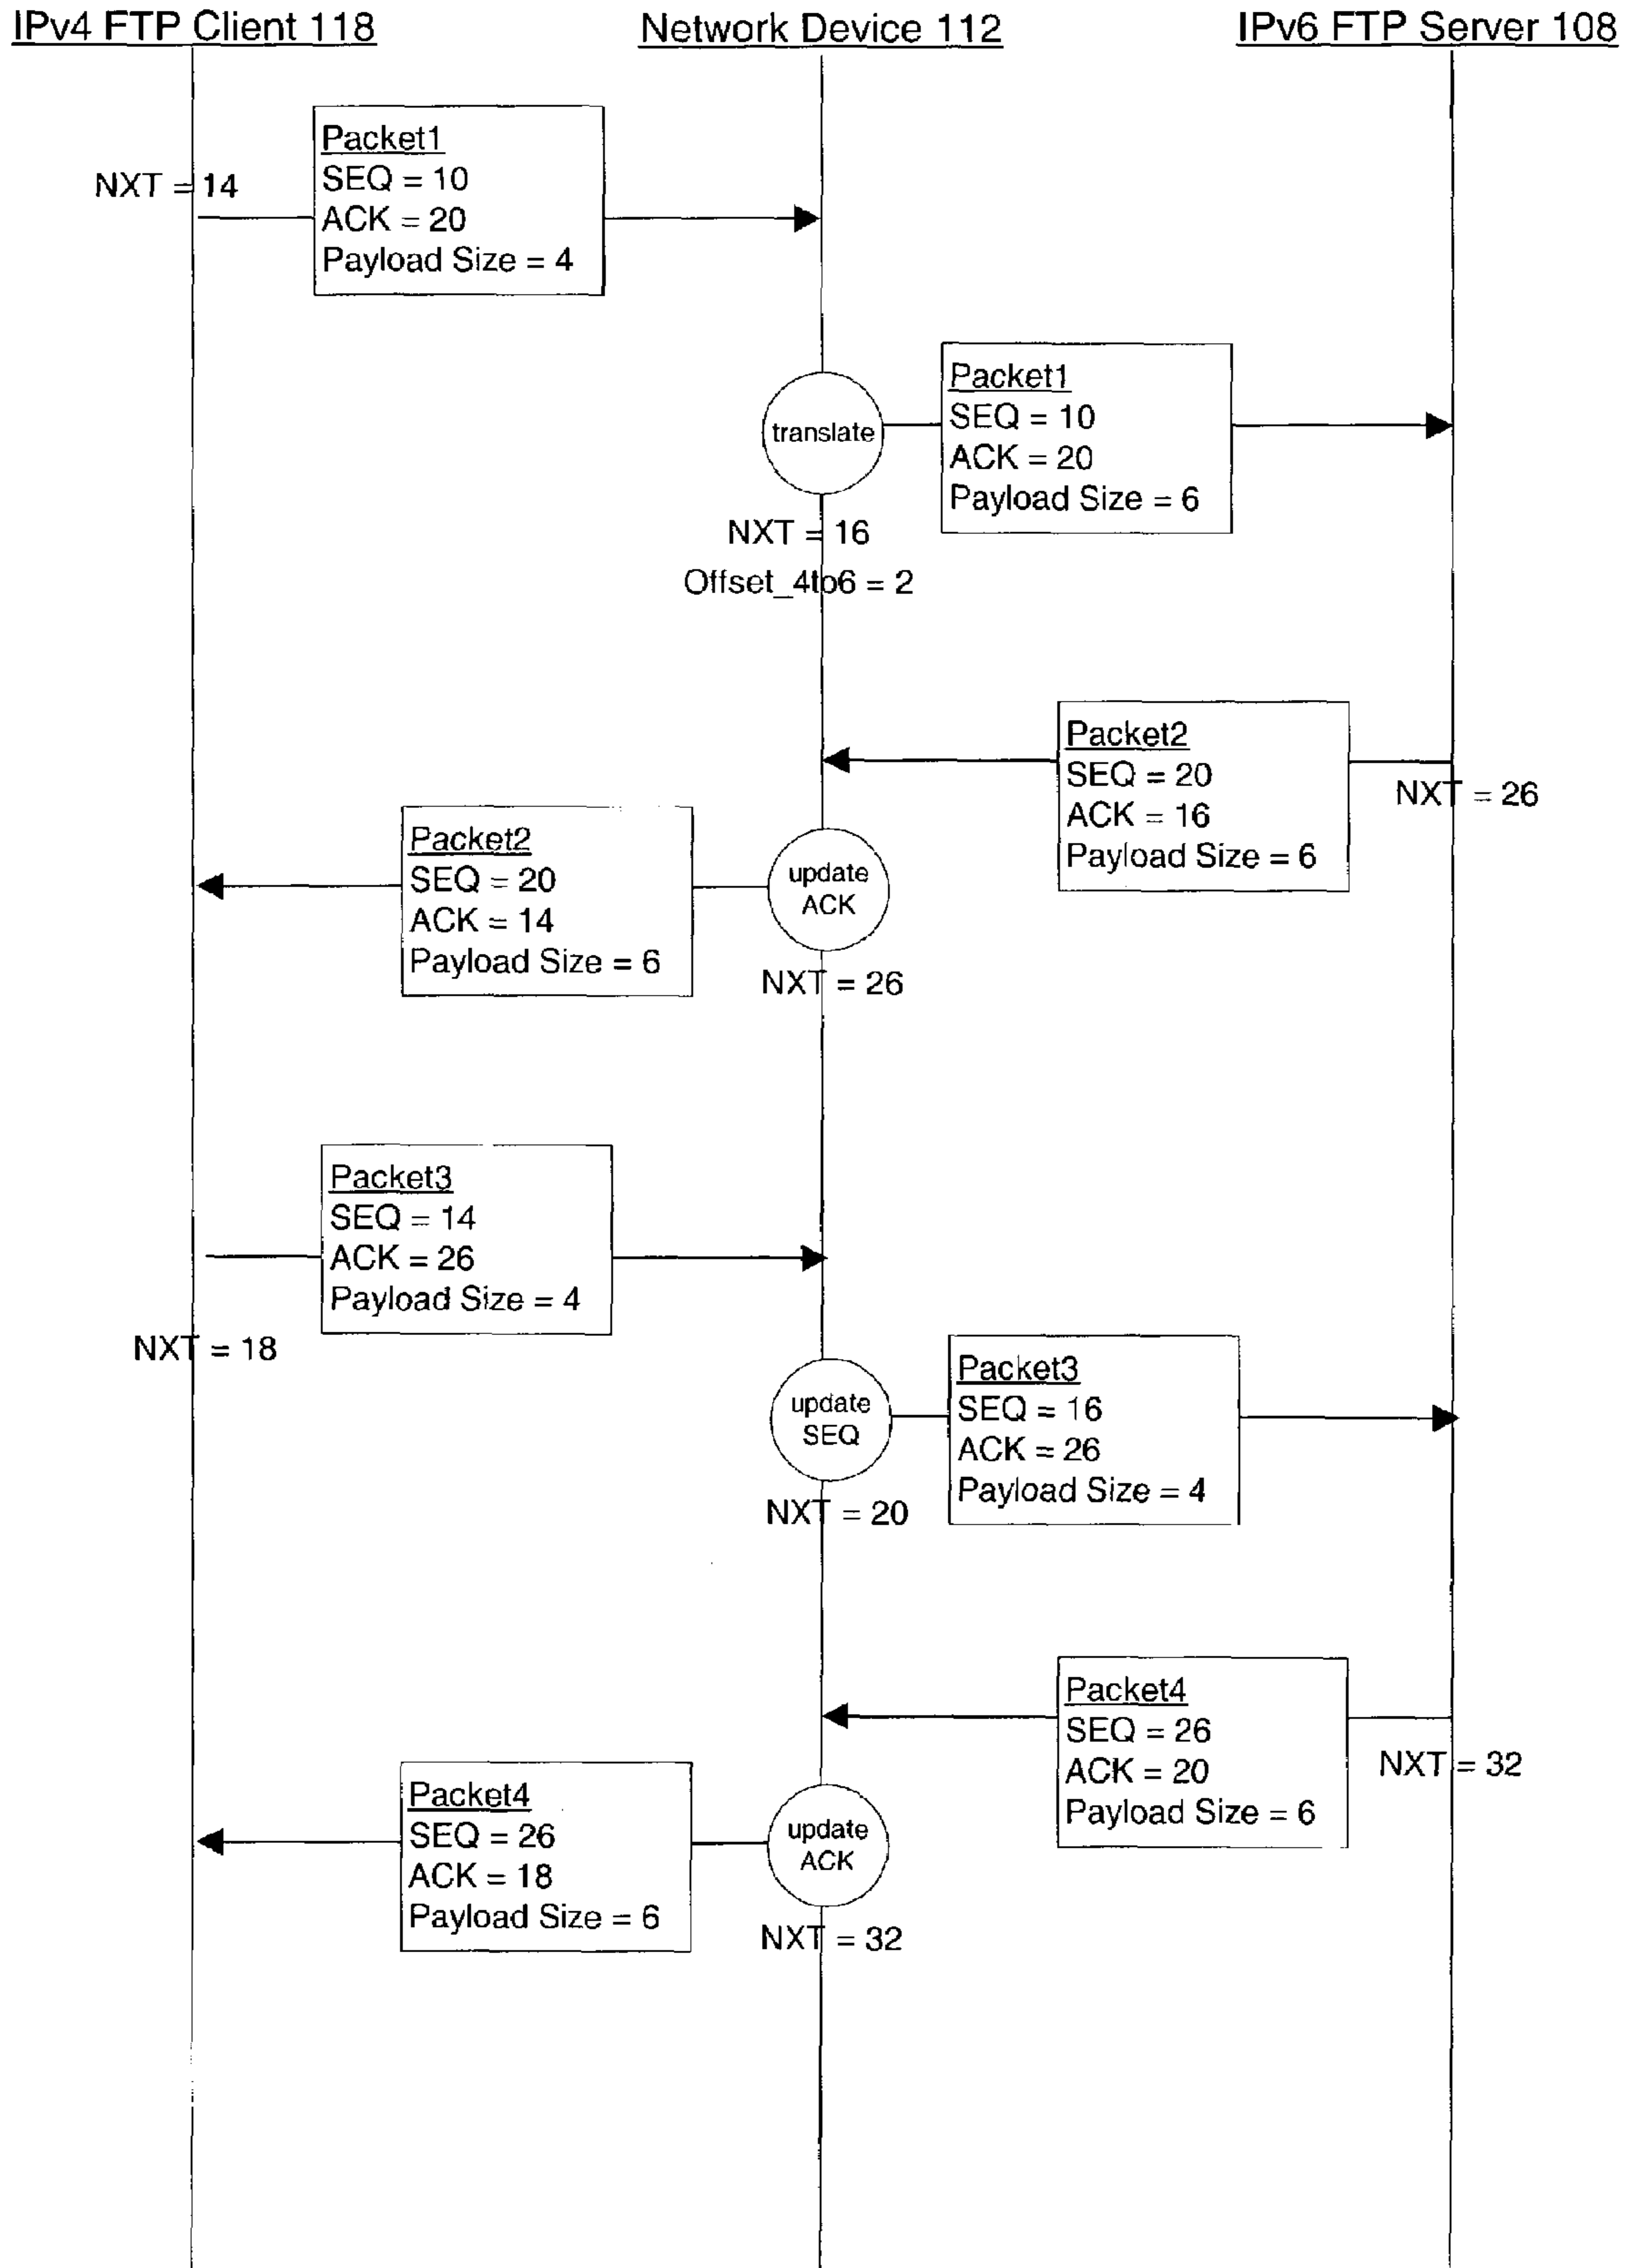 IPv4 FTP Client 118
Network Device 112
IPv6 FTP Server 108
Packet1
SEQ = 10
ACK = 20
Payload Size = 4
NXT = 14
Packet1
SEQ = 10
ACK = 20
Payload Size = 6
translate
NXT = 16
Offset_4to6 = 2
Packet2
SEQ = 20
ACK = 16
Payload Size = 6
NXT = 26
Packet2
SEQ = 20
ACK = 14
Payload Size = 6
update
ACK
NXT = 26
Packet3
SEQ = 14
ACK = 26
Payload Size = 4
NXT = 18
update
SEQ
Packet3
SEQ = 16
ACK = 26
Payload Size = 4
NXT = 20
Packet4
SEQ = 26
ACK = 20
Payload Size = 6
NXT = 32
Packet4
SEQ = 26
ACK = 18
Payload Size = 6
update
ACK
NXT = 32